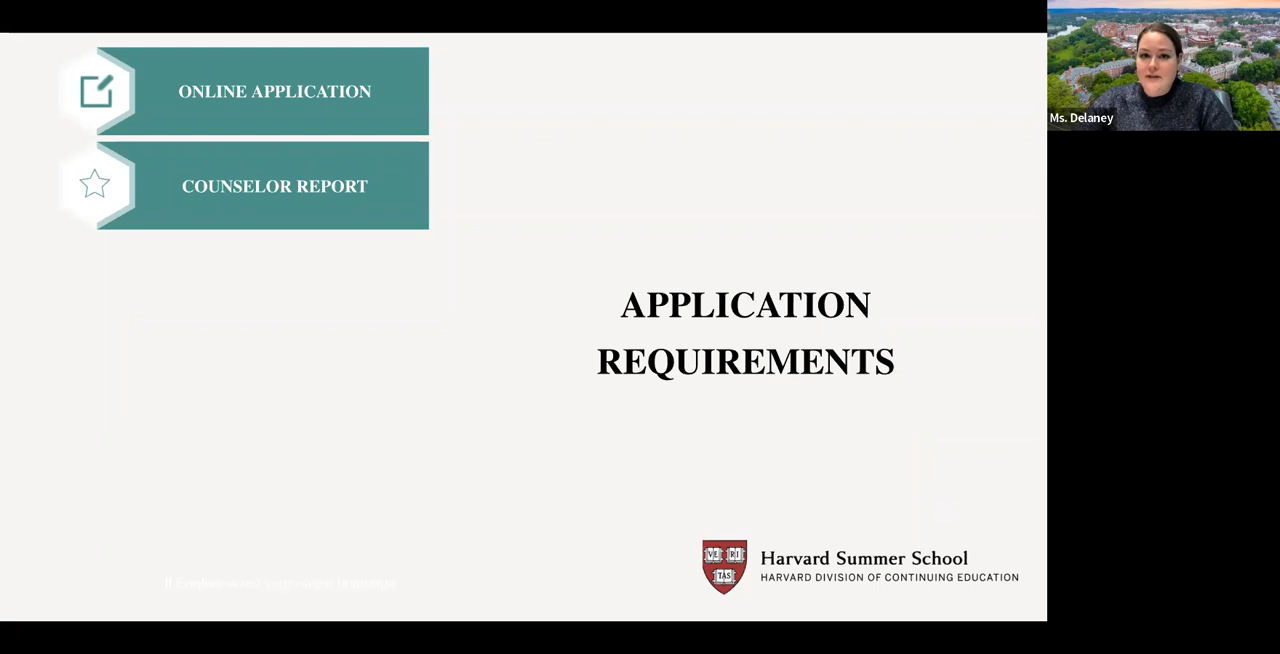 ONLINE APPLICATION
COUNSELOR REPORT
APPLICATION
REQUIREMENTS
VE RI
TAS
Harvard Summer School
HARVARD DIVISION OF CONTINUING EDUCATION
Ms. Delaney